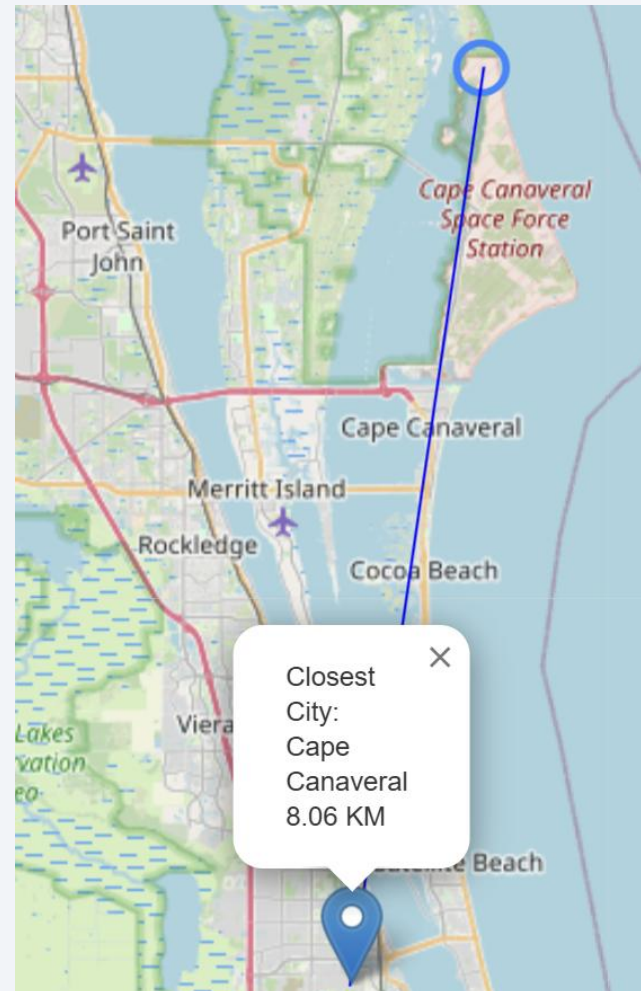 Cape Canaveral
Space Force
Station
Port Saint
John
Cape Canaveral
Merritt Island
Rockledge
Cocoa Beach
Closest
City:
Cape
Canaveral
8.06 KM
Viera
Lakes
Beach